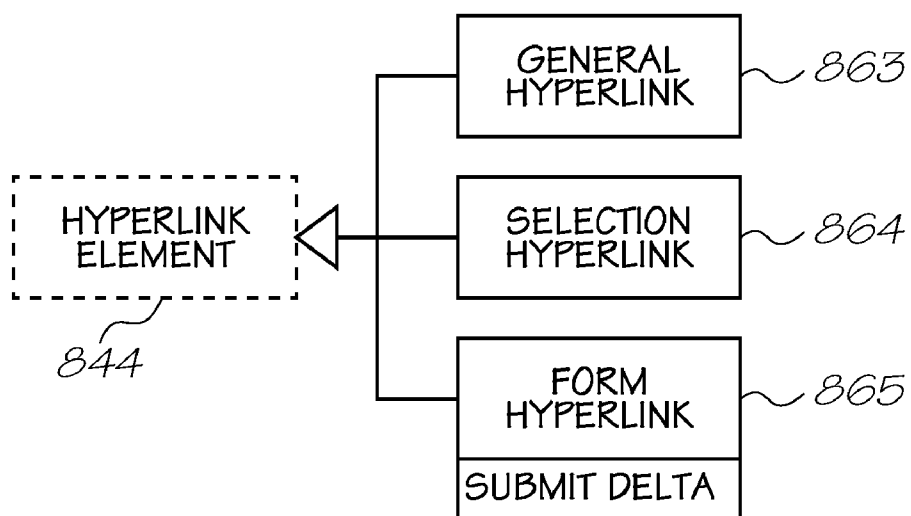 GENERAL
HYPERLINK
863
HYPERLINK
ELEMENT
844
SELECTION
HYPERLINK
864
FORM
HYPERLINK
865
SUBMIT DELTA